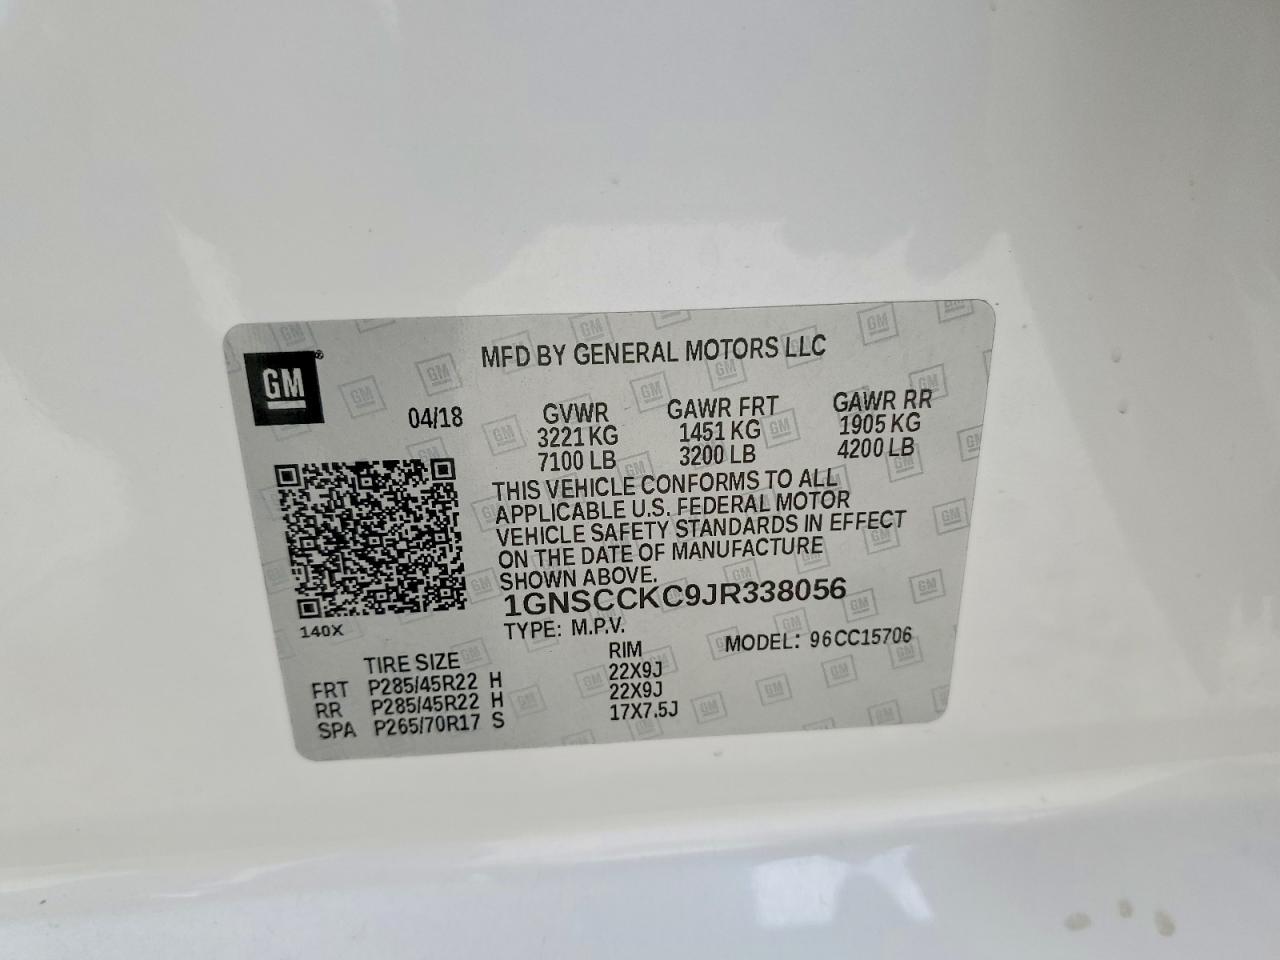 GM®
MFD BY GENERAL MOTORS LLC
04/18
GVWR GAWR FRT GAWR RR
3221 KG 1451 KG 1905 KG
7100 LB 3200 LB 4200 LB
THIS VEHICLE CONFORMS TO ALL
APPLICABLE U.S. FEDERAL MOTOR
VEHICLE SAFETY STANDARDS IN EFFECT
ON THE DATE OF MANUFACTURE
SHOWN ABOVE.
1GNSCCKC9JR338056
140X
TYPE: M.P.V. MODEL: 96CC15706
TIRE SIZE RIM
FRT P285/45R22 H 22X9J
RR P285/45R22 H 22X9J
SPA P265/70R17 S 17X7.5J